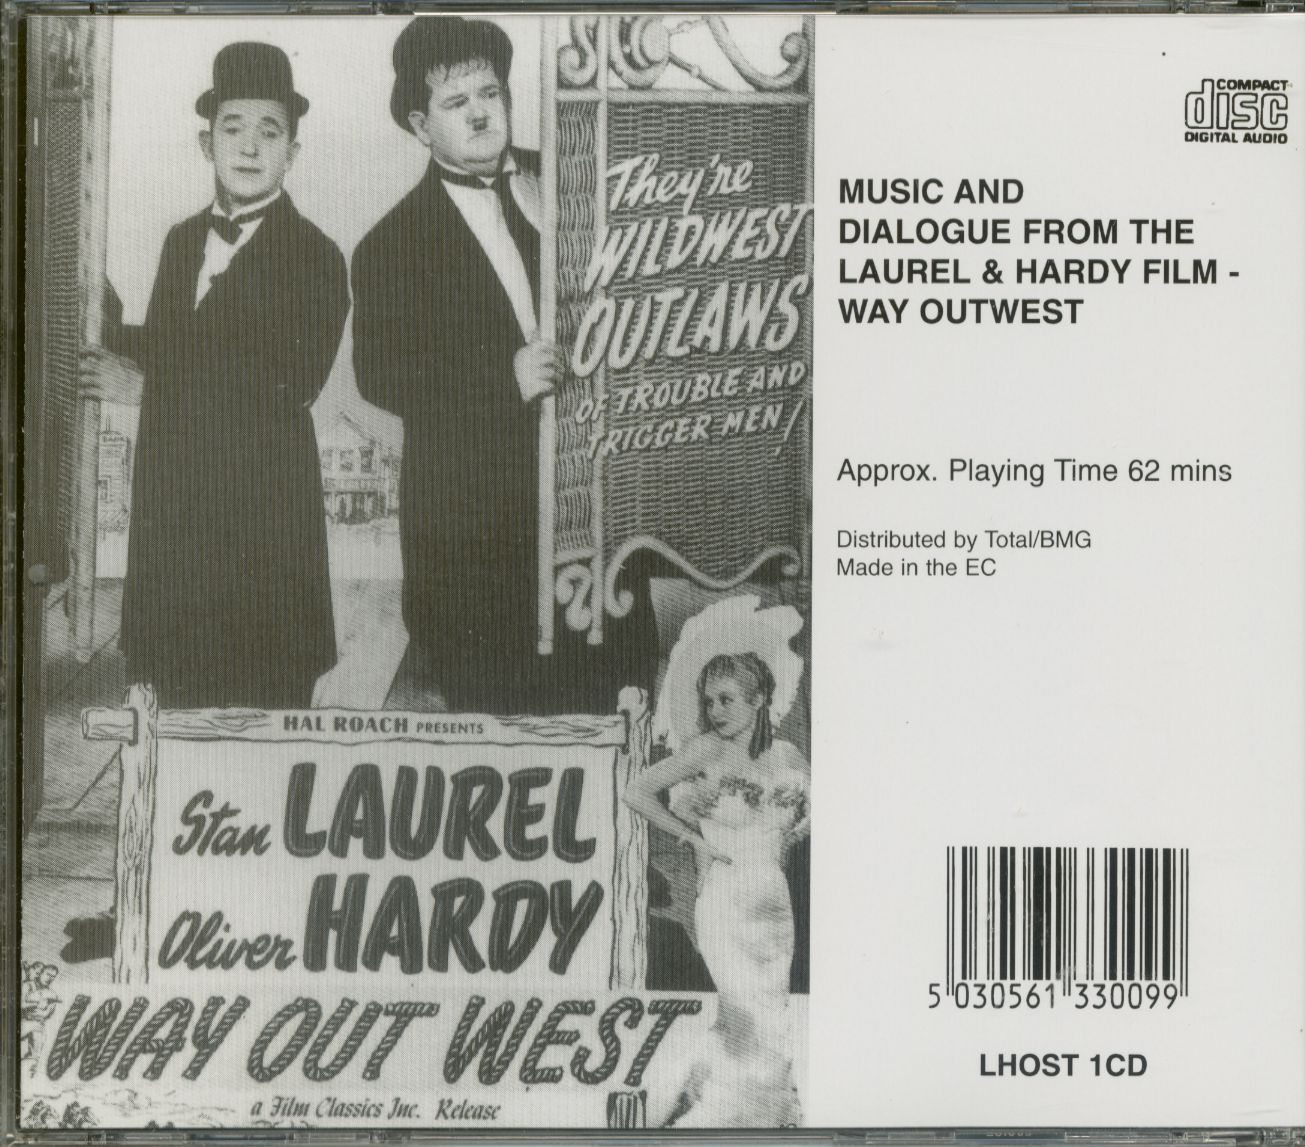 They're
WILDWEST
OUTLAWS
OF TROUBLE AND
TRIGGER-MEN!
HAL ROACH PRESENTS
Stan LAUREL
Oliver HARDY
WAY OUT WEST
a Film Classics Inc. Release
COMPACT
disc
DIGITAL AUDIO
MUSIC AND
DIALOGUE FROM THE
LAUREL & HARDY FILM -
WAY OUTWEST
Approx. Playing Time 62 mins
Distributed by Total/BMG
Made in the EC
5 030561 330099
LHOST 1CD